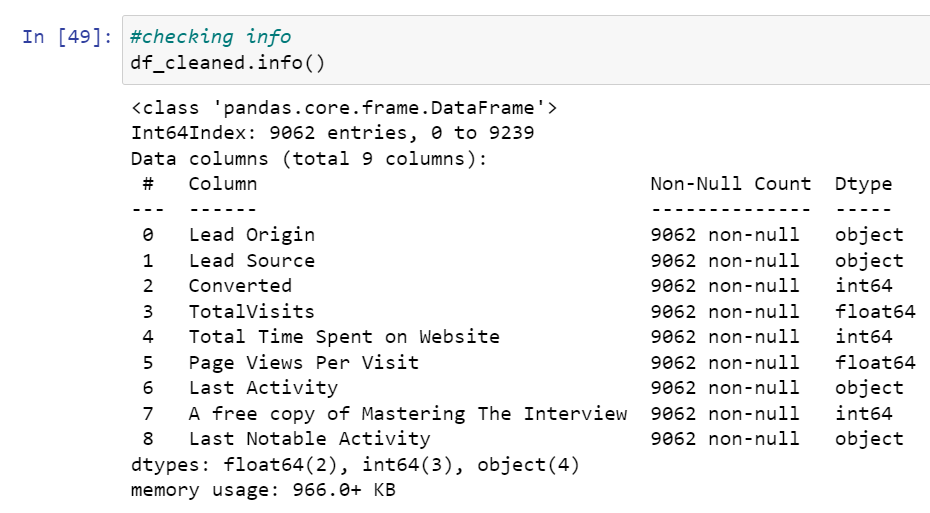 In [49]: #checking info
df_cleaned.info()
<class 'pandas.core.frame.DataFrame'>
Int64Index: 9062 entries, 0 to 9239
Data columns (total 9 columns):
 #   Column                                  Non-Null Count  Dtype
---  ------                                  --------------  -----
 0   Lead Origin                             9062 non-null   object
 1   Lead Source                             9062 non-null   object
 2   Converted                               9062 non-null   int64
 3   TotalVisits                             9062 non-null   float64
 4   Total Time Spent on Website             9062 non-null   int64
 5   Page Views Per Visit                    9062 non-null   float64
 6   Last Activity                           9062 non-null   object
 7   A free copy of Mastering The Interview  9062 non-null   int64
 8   Last Notable Activity                   9062 non-null   object
dtypes: float64(2), int64(3), object(4)
memory usage: 966.0+ KB